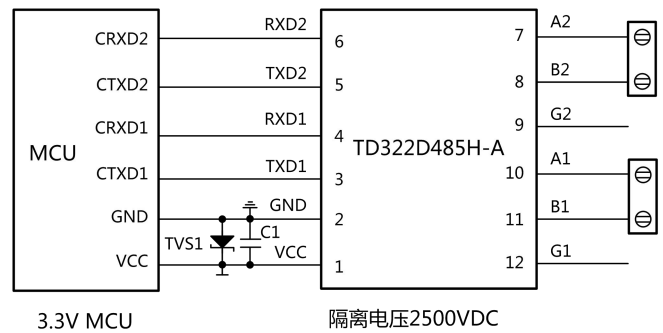 CRXD2 RXD2 6 7 A2
CTXD2 TXD2 5 8 B2
CRXD1 RXD1 4 9 G2
MCU TD322D485H-A
CTXD1 TXD1 3 10 A1
GND GND 2 11 B1
TVS1 C1
VCC VCC 1 12 G1
3.3V MCU 隔离电压2500VDC